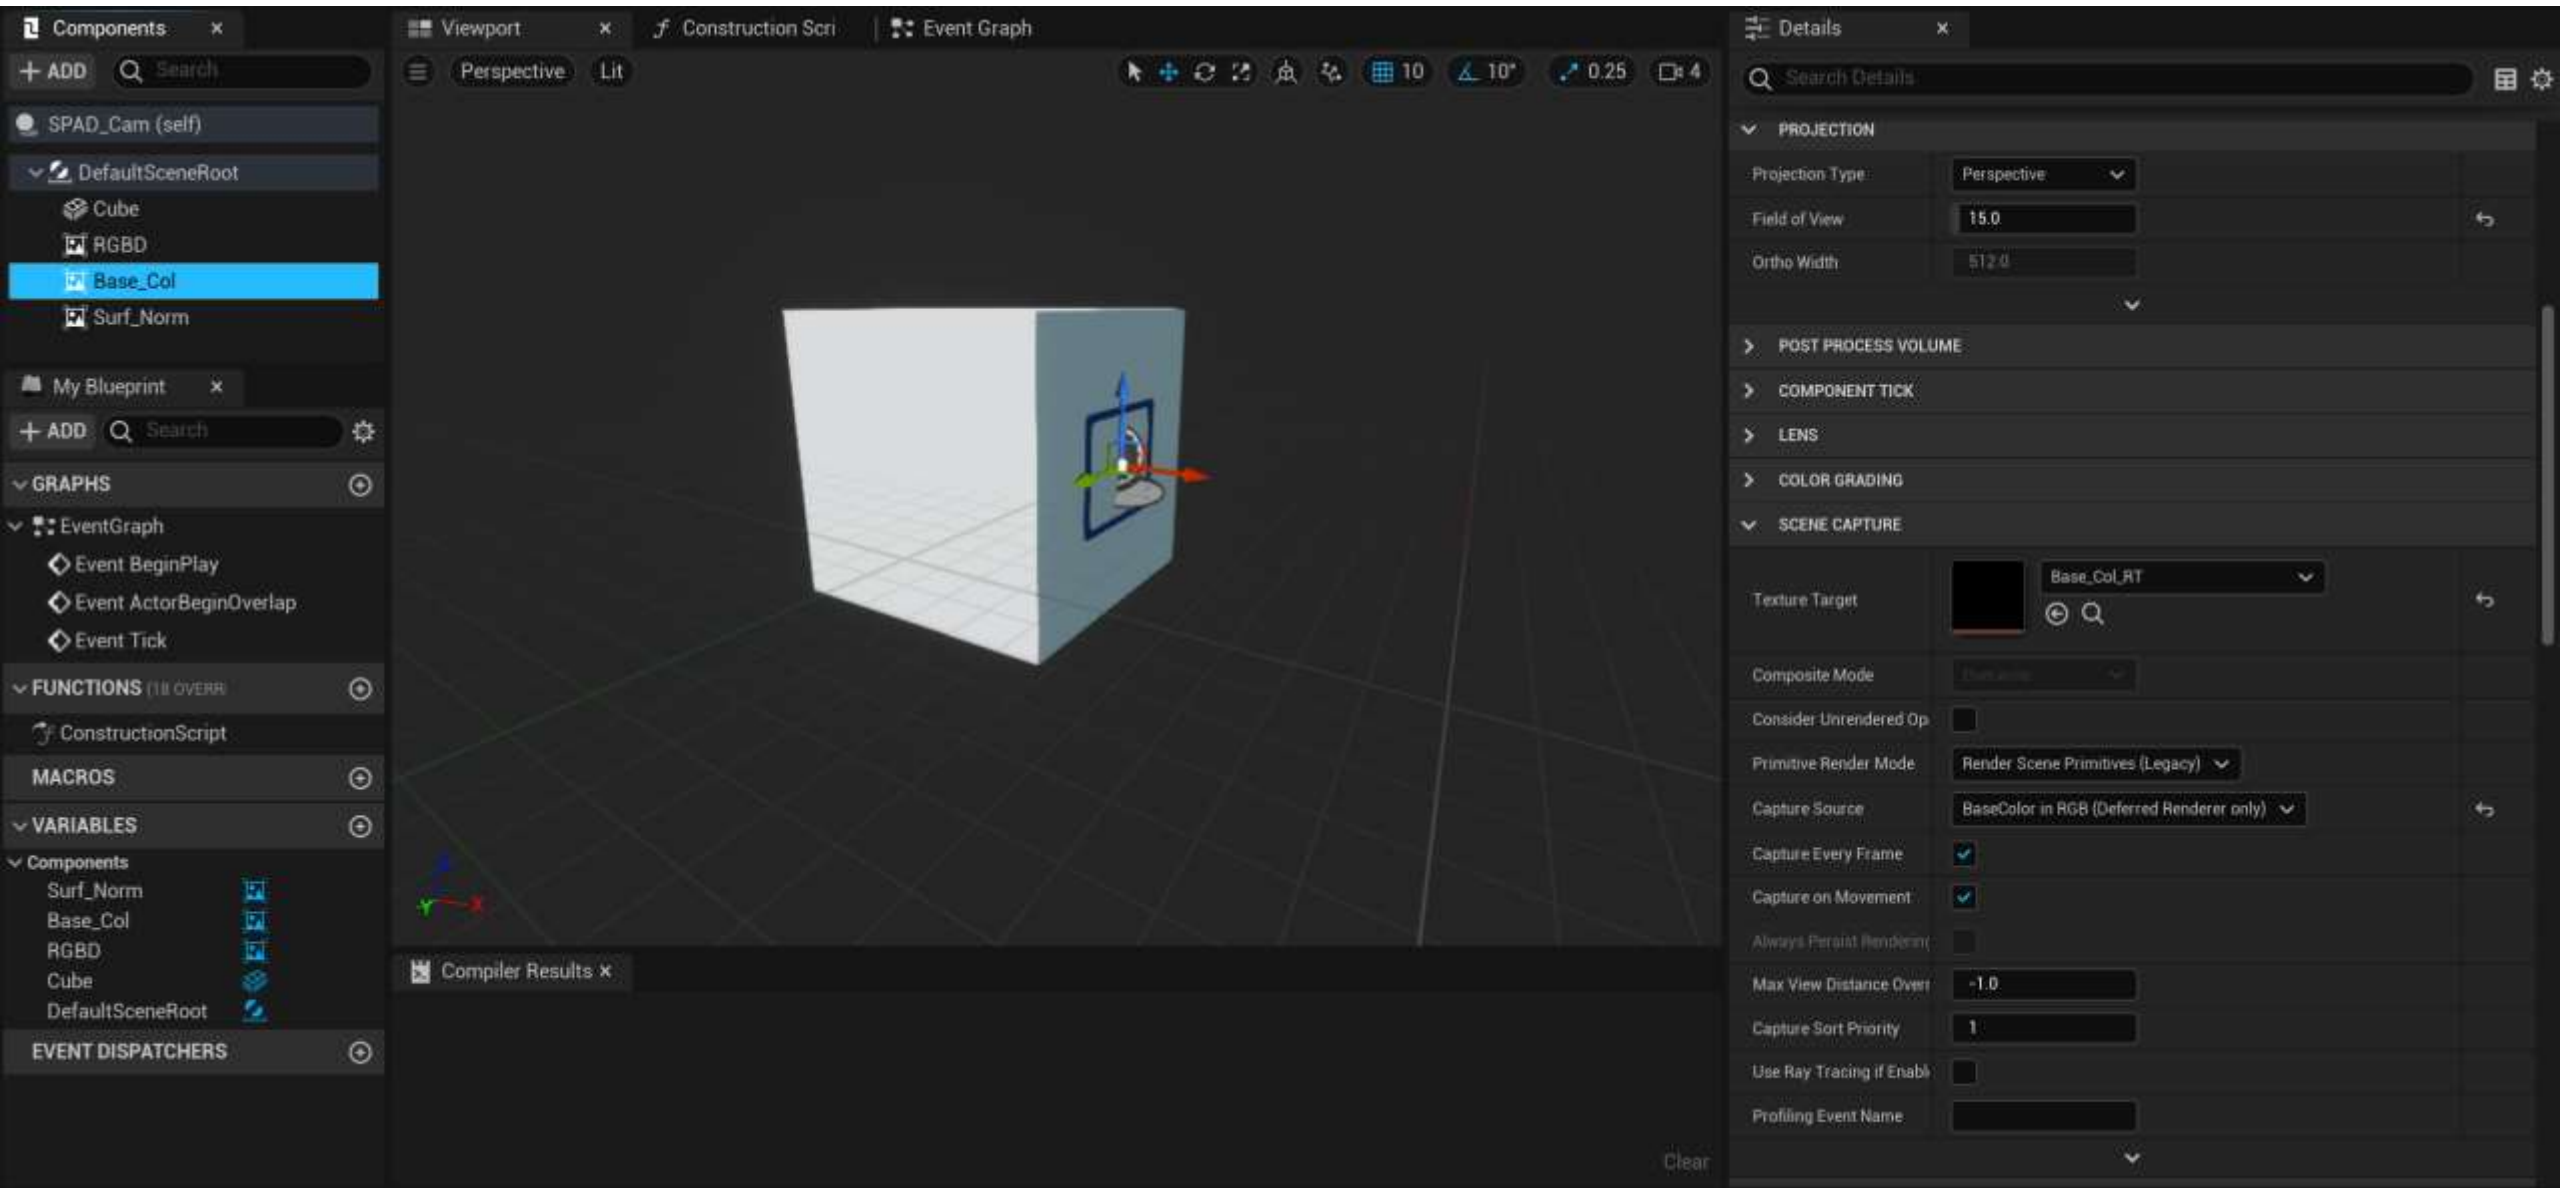 Components
ADD
Search
SPAD_Cam (self)
DefaultSceneRoot
Cube
RGBD
Base_Col
Surf_Norm
My Blueprint
ADD
Search
GRAPHS
EventGraph
Event BeginPlay
Event ActorBeginOverlap
Event Tick
FUNCTIONS (18 OVERR
ConstructionScript
MACROS
VARIABLES
Components
Surf_Norm
Base_Col
RGBD
Cube
DefaultSceneRoot
EVENT DISPATCHERS
Viewport
Construction Scri
Event Graph
Perspective
Lit
10
10°
0.25
4
Z
Y
X
Compiler Results
Clear
Details
Search Details
PROJECTION
Projection Type Perspective
Field of View 15.0
Ortho Width 512.0
POST PROCESS VOLUME
COMPONENT TICK
LENS
COLOR GRADING
SCENE CAPTURE
Texture Target Base_Col_RT
Composite Mode
Consider Unrendered Op
Primitive Render Mode Render Scene Primitives (Legacy)
Capture Source BaseColor in RGB (Deferred Renderer only)
Capture Every Frame
Capture on Movement
Always Persist Rendering
Max View Distance Overr -1.0
Capture Sort Priority 1
Use Ray Tracing if Enabl
Profiling Event Name